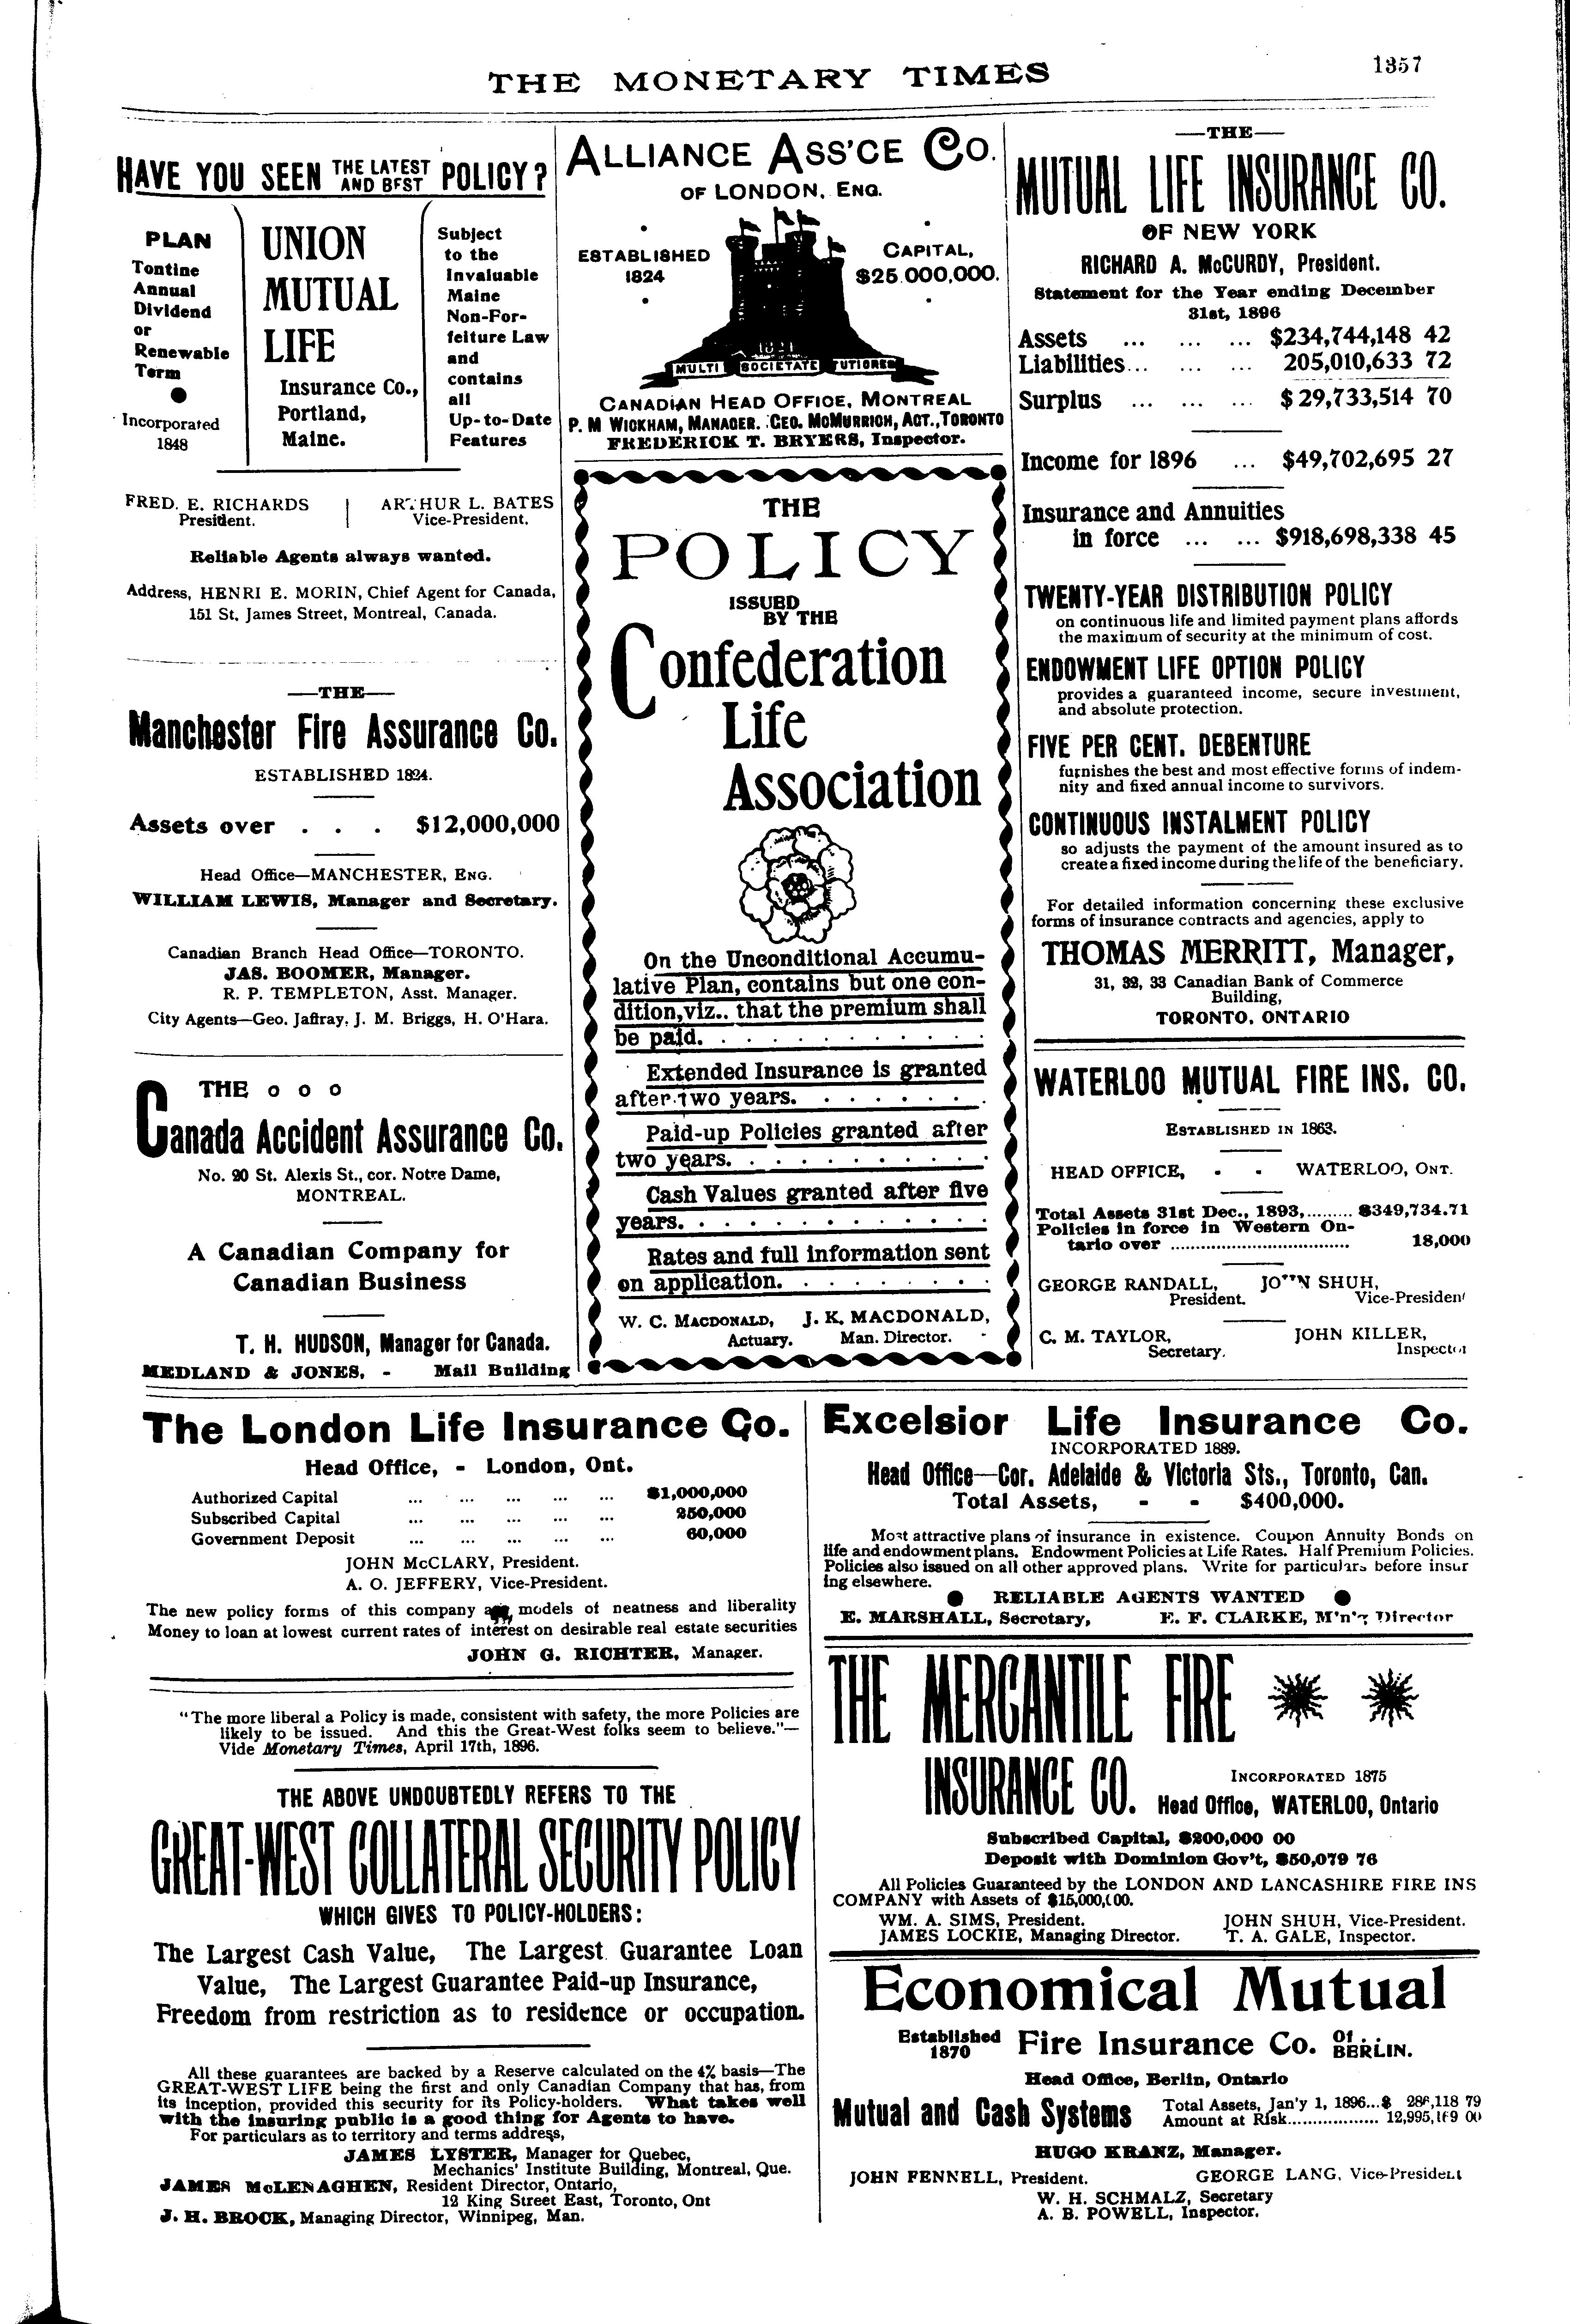 THE MONETARY TIMES
1357
HAVE YOU SEEN THE LATEST AND BEST POLICY?
PLAN
Tontine
Annual
Dividend
or
Renewable
Term
Incorporated
1848
UNION
MUTUAL
LIFE
Insurance Co.,
Portland,
Maine.
Subject
to the
Invaluable
Maine
Non-For-
feiture Law
and
contains
all
Up-to-Date
Features
FRED. E. RICHARDS
President.
ARTHUR L. BATES
Vice-President.
Reliable Agents always wanted.
Address, HENRI E. MORIN, Chief Agent for Canada,
151 St. James Street, Montreal, Canada.
—THE—
Manchester Fire Assurance Co.
ESTABLISHED 1824.
Assets over . . . $12,000,000
Head Office—MANCHESTER, ENG.
WILLIAM LEWIS, Manager and Secretary.
Canadian Branch Head Office—TORONTO.
JAS. BOOMER, Manager.
R. P. TEMPLETON, Asst. Manager.
City Agents—Geo. Jaffray, J. M. Briggs, H. O'Hara.
THE o o o
Canada Accident Assurance Co.
No. 20 St. Alexis St., cor. Notre Dame,
MONTREAL.
A Canadian Company for
Canadian Business
T. H. HUDSON, Manager for Canada.
MEDLAND & JONES, - Mail Building
ALLIANCE ASS'CE CO.
OF LONDON, ENG.
ESTABLISHED
1824
CAPITAL,
$25.000,000.
1824
MULTI SOCIETATE TUTIORES
CANADIAN HEAD OFFICE, MONTREAL
P. M WICKHAM, MANAGER. GEO. MCMURRICH, AGT., TORONTO
FREDERICK T. BRYERS, Inspector.
THE
POLICY
ISSUED
BY THE
Confederation
Life
Association
On the Unconditional Accumu-
lative Plan, contains but one con-
dition, viz.. that the premium shall
be paid. . . . . . . . . . . .
Extended Insurance is granted
after two years. . . . . . . .
Paid-up Policies granted after
two years. . . . . . . . . . .
Cash Values granted after five
years. . . . . . . . . . . . .
Rates and full information sent
on application. . . . . . . . .
W. C. MACDONALD,
Actuary.
J. K. MACDONALD,
Man. Director.
—THE—
MUTUAL LIFE INSURANCE CO.
OF NEW YORK
RICHARD A. McCURDY, President.
Statement for the Year ending December
31st, 1896
Assets ... ... ... $234,744,148 42
Liabilities... ... ... 205,010,633 72
Surplus ... ... ... $ 29,733,514 70
Income for 1896 ... $49,702,695 27
Insurance and Annuities
in force ... ... $918,698,338 45
TWENTY-YEAR DISTRIBUTION POLICY
on continuous life and limited payment plans affords
the maximum of security at the minimum of cost.
ENDOWMENT LIFE OPTION POLICY
provides a guaranteed income, secure investment,
and absolute protection.
FIVE PER CENT. DEBENTURE
furnishes the best and most effective forms of indem-
nity and fixed annual income to survivors.
CONTINUOUS INSTALMENT POLICY
so adjusts the payment of the amount insured as to
create a fixed income during the life of the beneficiary.
For detailed information concerning these exclusive
forms of insurance contracts and agencies, apply to
THOMAS MERRITT, Manager,
31, 32, 33 Canadian Bank of Commerce
Building,
TORONTO, ONTARIO
WATERLOO MUTUAL FIRE INS. CO.
ESTABLISHED IN 1863.
HEAD OFFICE, - - WATERLOO, ONT.
Total Assets 31st Dec., 1893,......... $349,734.71
Policies in force in Western On-
tario over .................................. 18,000
GEORGE RANDALL,
President.
JOHN SHUH,
Vice-President
C. M. TAYLOR,
Secretary.
JOHN KILLER,
Inspector
The London Life Insurance Co.
Head Office, - London, Ont.
Authorized Capital ... ... ... ... ... $1,000,000
Subscribed Capital ... ... ... ... ... 250,000
Government Deposit ... ... ... ... ... 60,000
JOHN McCLARY, President.
A. O. JEFFERY, Vice-President.
The new policy forms of this company are models of neatness and liberality
Money to loan at lowest current rates of interest on desirable real estate securities
JOHN G. RICHTER, Manager.
"The more liberal a Policy is made, consistent with safety, the more Policies are
likely to be issued. And this the Great-West folks seem to believe."—
Vide Monetary Times, April 17th, 1896.
THE ABOVE UNDOUBTEDLY REFERS TO THE
GREAT-WEST COLLATERAL SECURITY POLICY
WHICH GIVES TO POLICY-HOLDERS:
The Largest Cash Value, The Largest Guarantee Loan
Value, The Largest Guarantee Paid-up Insurance,
Freedom from restriction as to residence or occupation.
All these guarantees are backed by a Reserve calculated on the 4% basis—The
GREAT-WEST LIFE being the first and only Canadian Company that has, from
its inception, provided this security for its Policy-holders. What takes well
with the insuring public is a good thing for Agents to have.
For particulars as to territory and terms address,
JAMES LYSTER, Manager for Quebec,
Mechanics' Institute Building, Montreal, Que.
JAMES McLENAGHEN, Resident Director, Ontario,
12 King Street East, Toronto, Ont
J. H. BROCK, Managing Director, Winnipeg, Man.
Excelsior Life Insurance Co.
INCORPORATED 1889.
Head Office—Cor. Adelaide & Victoria Sts., Toronto, Can.
Total Assets, - - $400,000.
Most attractive plans of insurance in existence. Coupon Annuity Bonds on
life and endowment plans. Endowment Policies at Life Rates. Half Premium Policies.
Policies also issued on all other approved plans. Write for particulars before insur
ing elsewhere.
RELIABLE AGENTS WANTED
E. MARSHALL, Secretary, E. F. CLARKE, M'n'g Director
THE MERCANTILE FIRE
INSURANCE CO.
INCORPORATED 1875
Head Office, WATERLOO, Ontario
Subscribed Capital, $200,000 00
Deposit with Dominion Gov't, $50,079 76
All Policies Guaranteed by the LONDON AND LANCASHIRE FIRE INS
COMPANY with Assets of $15,000,000.
WM. A. SIMS, President. JOHN SHUH, Vice-President.
JAMES LOCKIE, Managing Director. T. A. GALE, Inspector.
Economical Mutual
Established 1870 Fire Insurance Co. Of BERLIN.
Head Office, Berlin, Ontario
Mutual and Cash Systems
Total Assets, Jan'y 1, 1896...$ ,118 79
Amount at Risk.................. 12,995,169 00
HUGO KRANZ, Manager.
JOHN FENNELL, President. GEORGE LANG, Vice-President
W. H. SCHMALZ, Secretary
A. B. POWELL, Inspector.